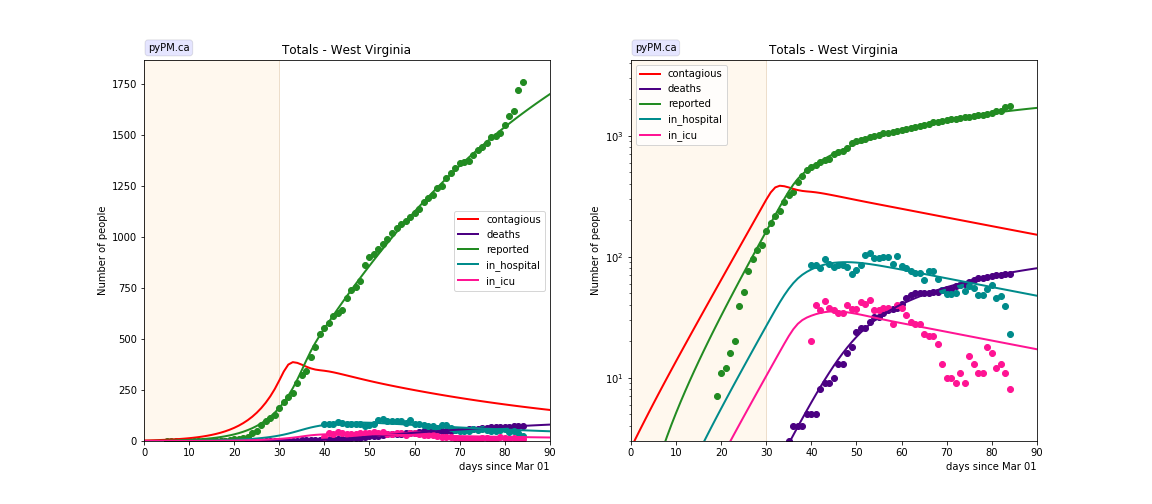 pyPM.ca
Totals - West Virginia
Number of people
1750
1500
1250
1000
750
500
250
0
0 10 20 30 40 50 60 70 80 90
days since Mar 01
contagious
deaths
reported
in_hospital
in_icu
pyPM.ca
Totals - West Virginia
Number of people
10³
10²
10¹
0 10 20 30 40 50 60 70 80 90
days since Mar 01
contagious
deaths
reported
in_hospital
in_icu